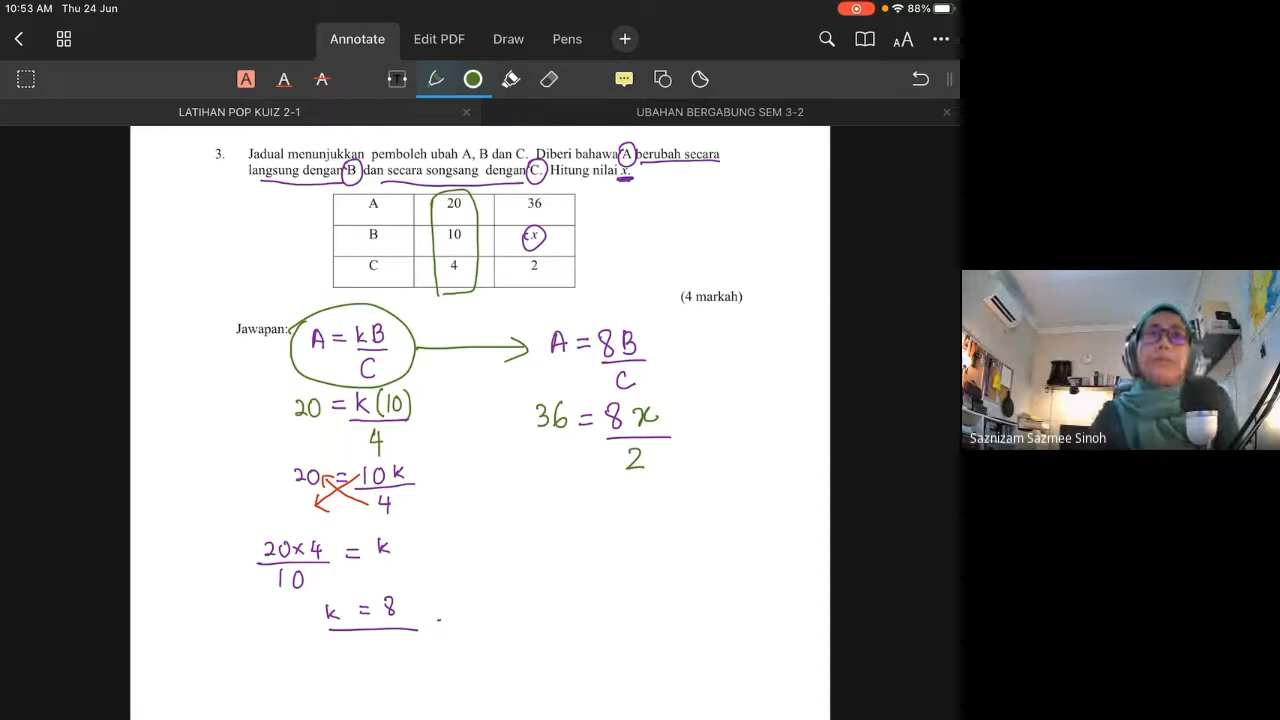 10:53 AM Thu 24 Jun
88%
Annotate Edit PDF Draw Pens
AA
A A A T
LATIHAN POP KUIZ 2-1
UBAHAN BERGABUNG SEM 3-2
3. Jadual menunjukkan pemboleh ubah A, B dan C. Diberi bahawa A berubah secara
langsung dengan B dan secara songsang dengan C. Hitung nilai x.
A 20 36
B 10 x
C 4 2
(4 markah)
Jawapan:
A = kB/C
20 = k(10)/4
20 = 10k/4
20×4/10 = k
k = 8
A = 8B/C
36 = 8x/2
Saznizam Sazmee Sinoh